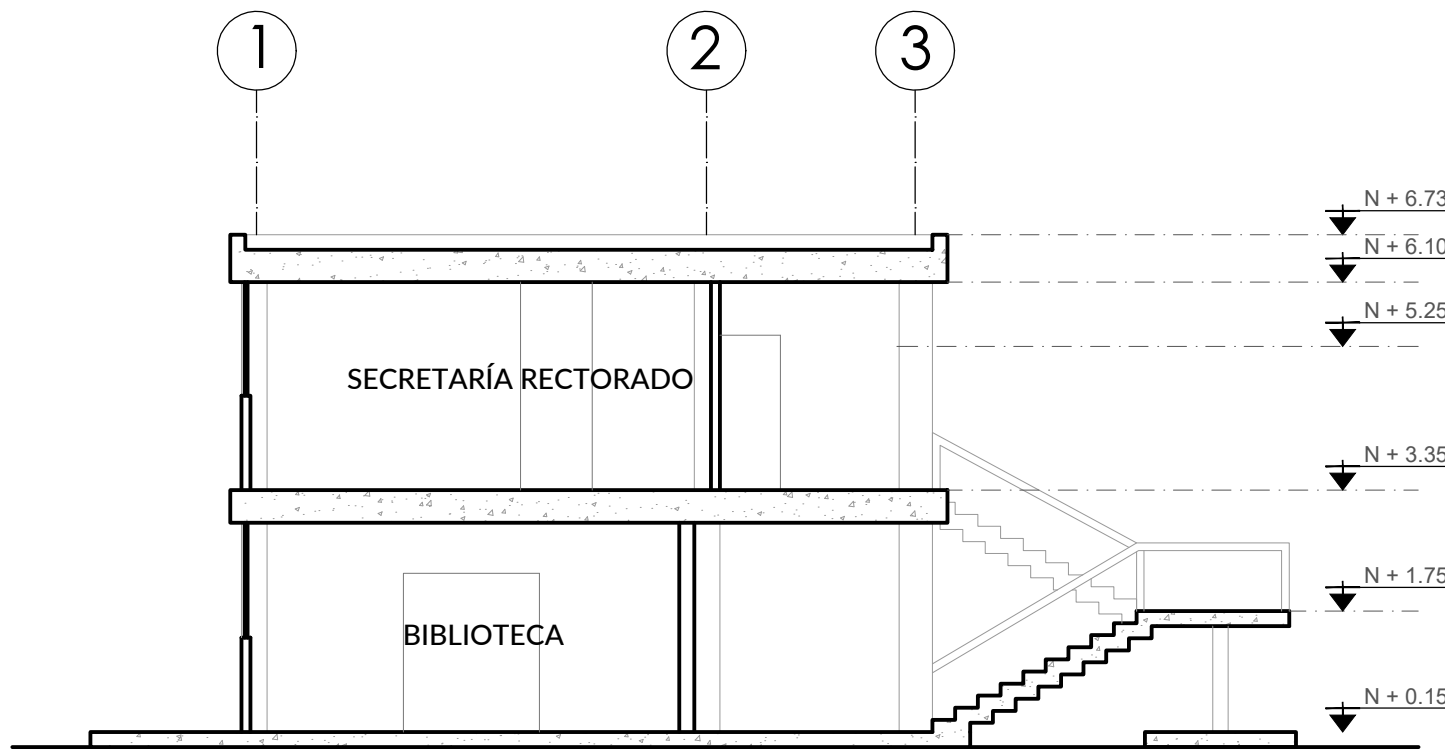 1
2
3
N + 6.73
N + 6.10
N + 5.25
SECRETARÍA RECTORADO
N + 3.35
N + 1.75
BIBLIOTECA
N + 0.15